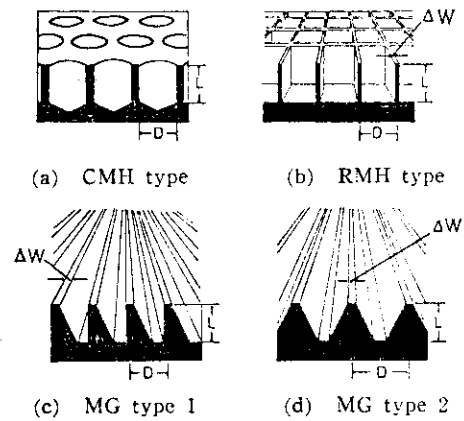 ΔW
L
D
L
D
(a) CMH type
(b) RMH type
ΔW
ΔW
L
D
L
D
(c) MG type 1
(d) MG type 2